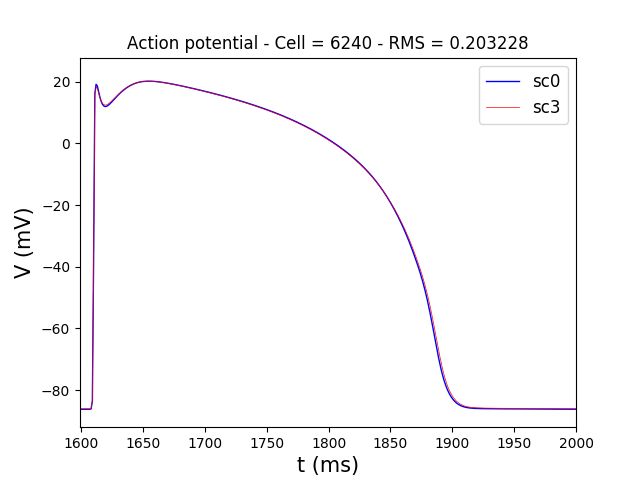 Action potential - Cell = 6240 - RMS = 0.203228
sc0
sc3
20
0
−20
−40
−60
−80
V (mV)
1600 1650 1700 1750 1800 1850 1900 1950 2000
t (ms)